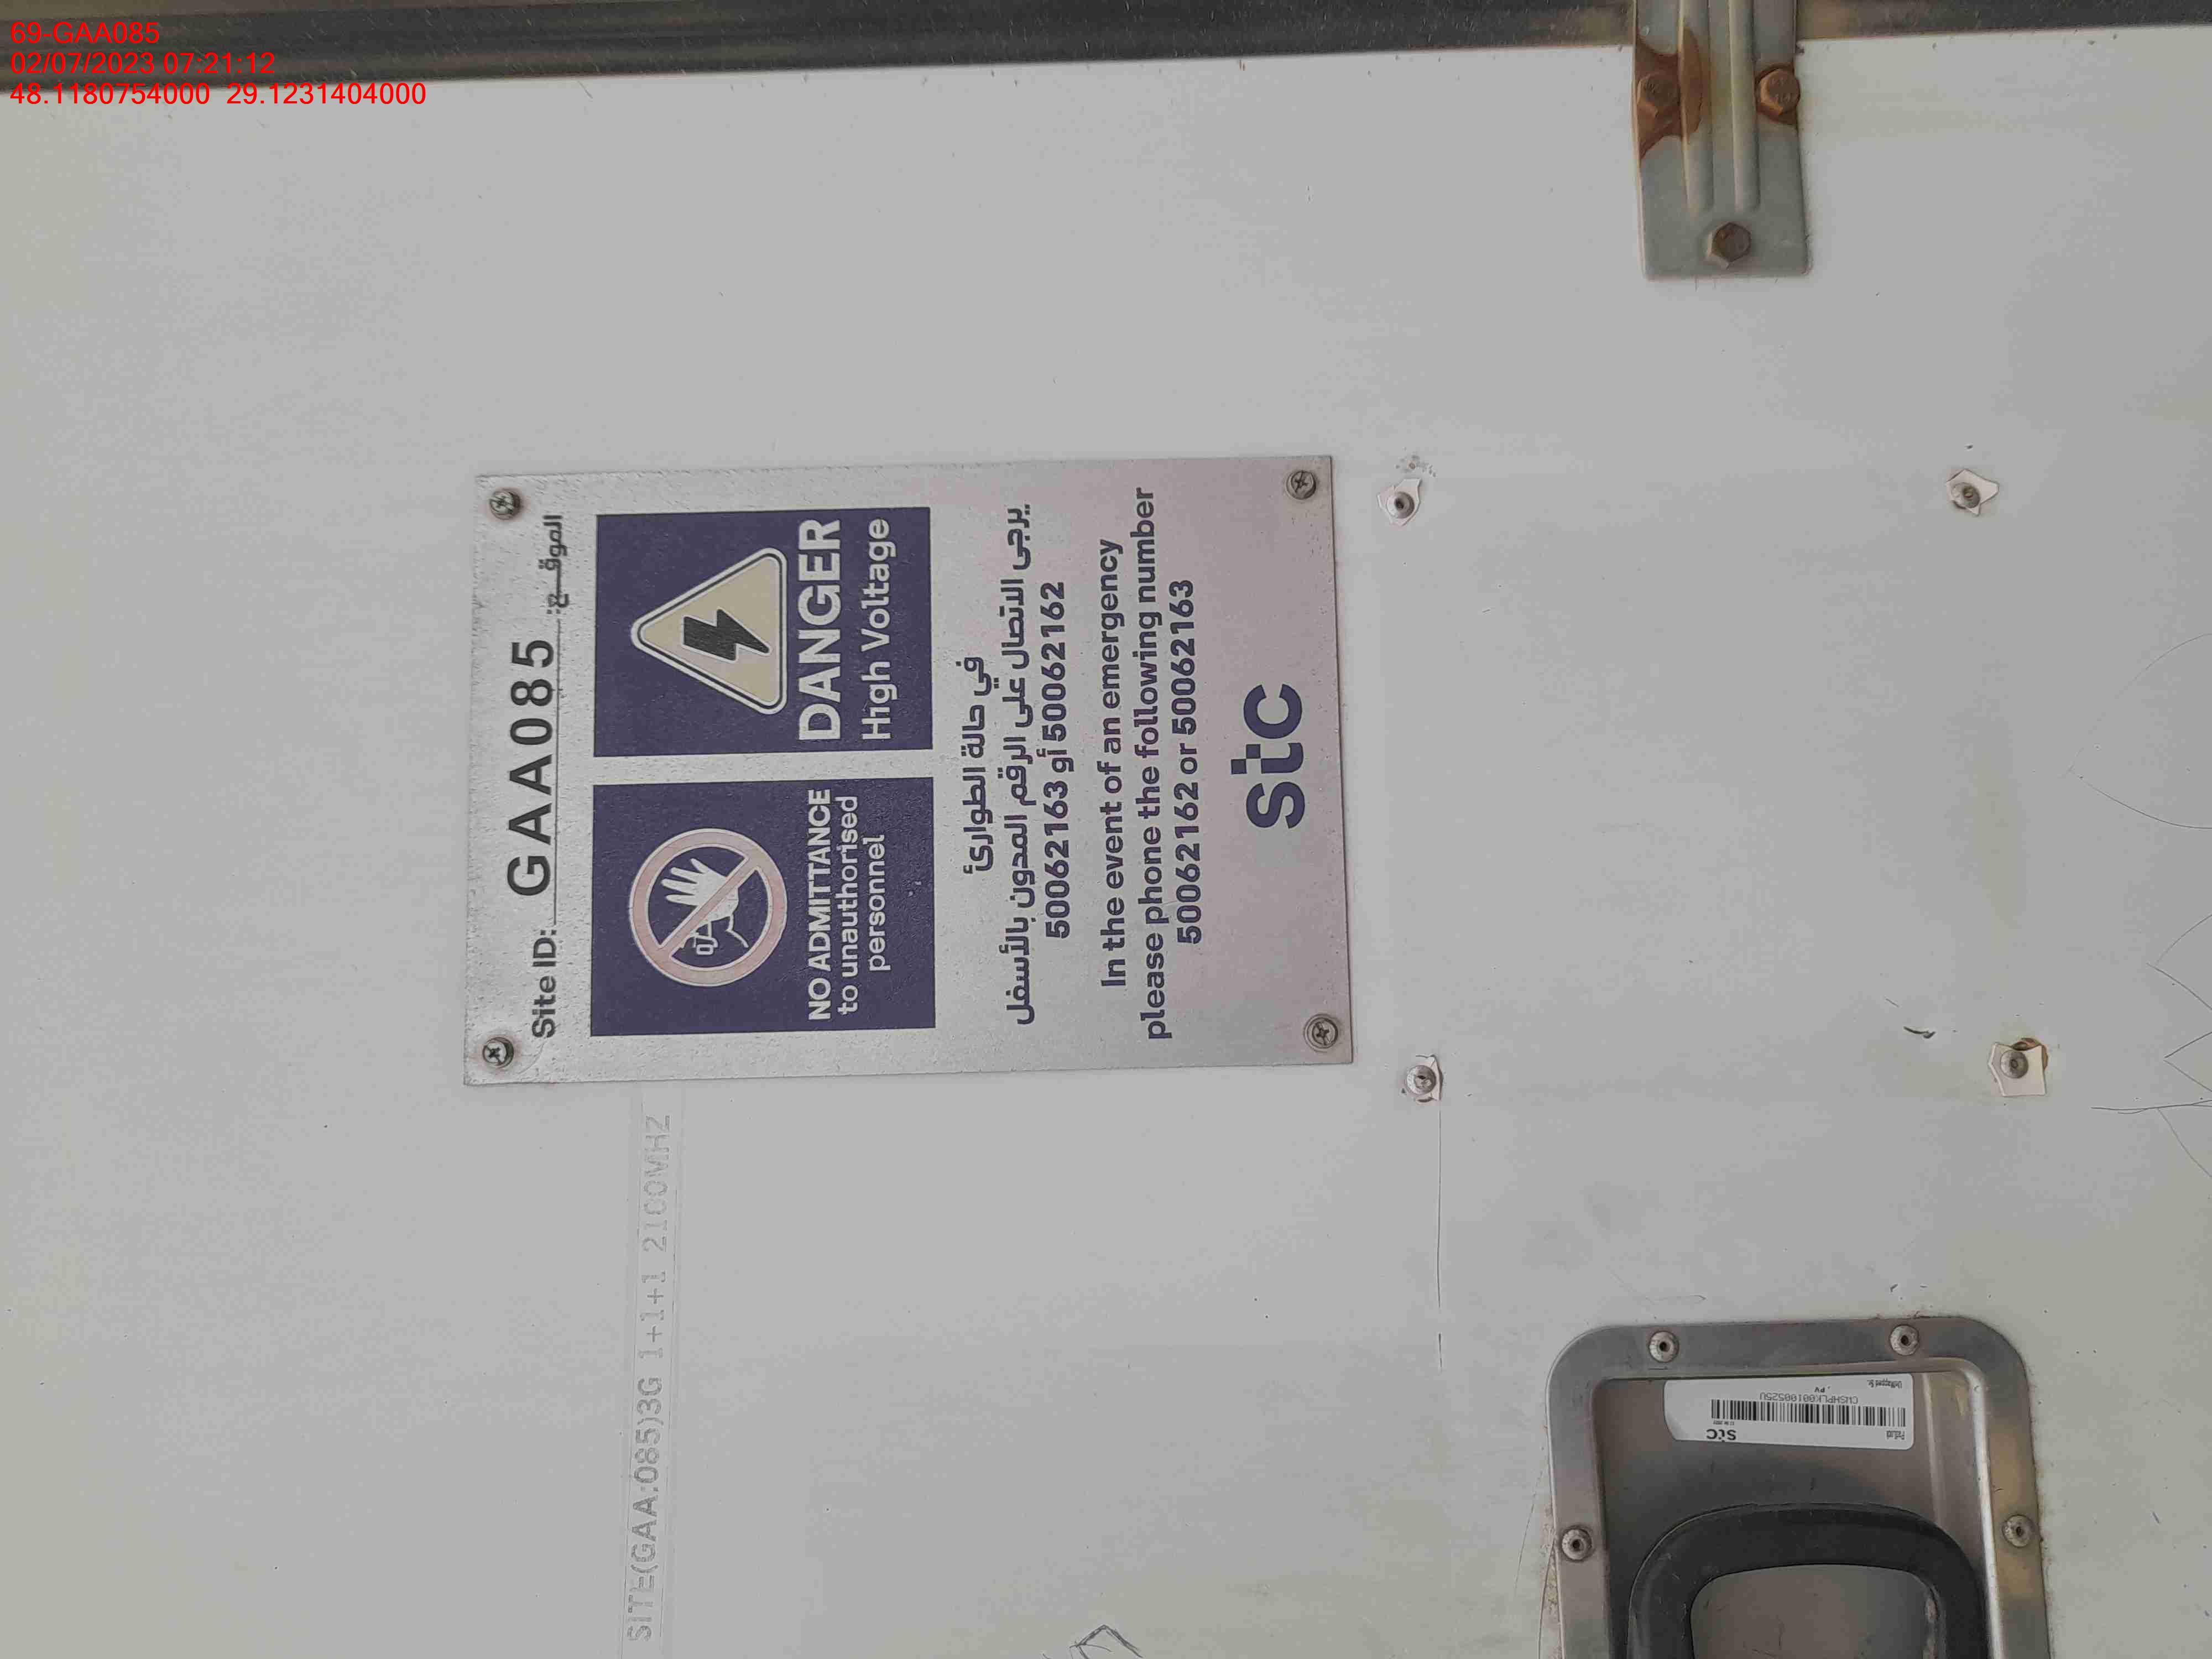 69-GAA085
02/07/2023 07:21:12
48.1180754000 29.1231404000
Site ID: GAA085 الموقـــع:
NO ADMITTANCE
to unauthorised
personnel
DANGER
High Voltage
في حالة الطوارئ
يرجى الاتصال على الرقم المدون بالأسفل
50062163 أو 50062162
In the event of an emergency
please phone the following number
50062162 or 50062163
stc
SITE(GAA:085)3G 1+1+1 2100MHZ
stc
CWSHPLK00100525U